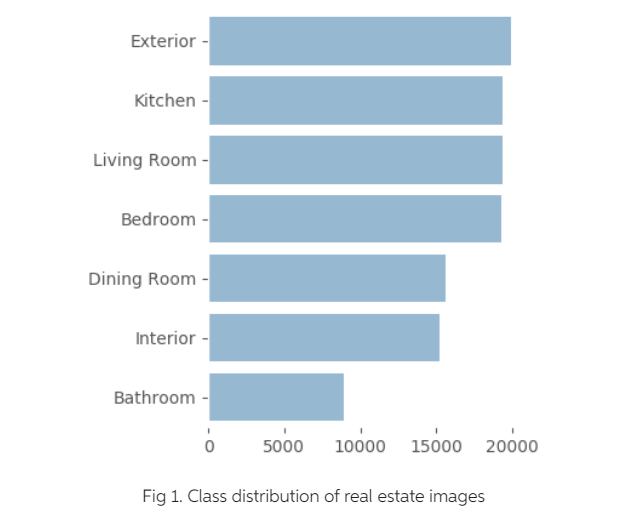 Exterior
Kitchen
Living Room
Bedroom
Dining Room
Interior
Bathroom
0 5000 10000 15000 20000
Fig 1. Class distribution of real estate images